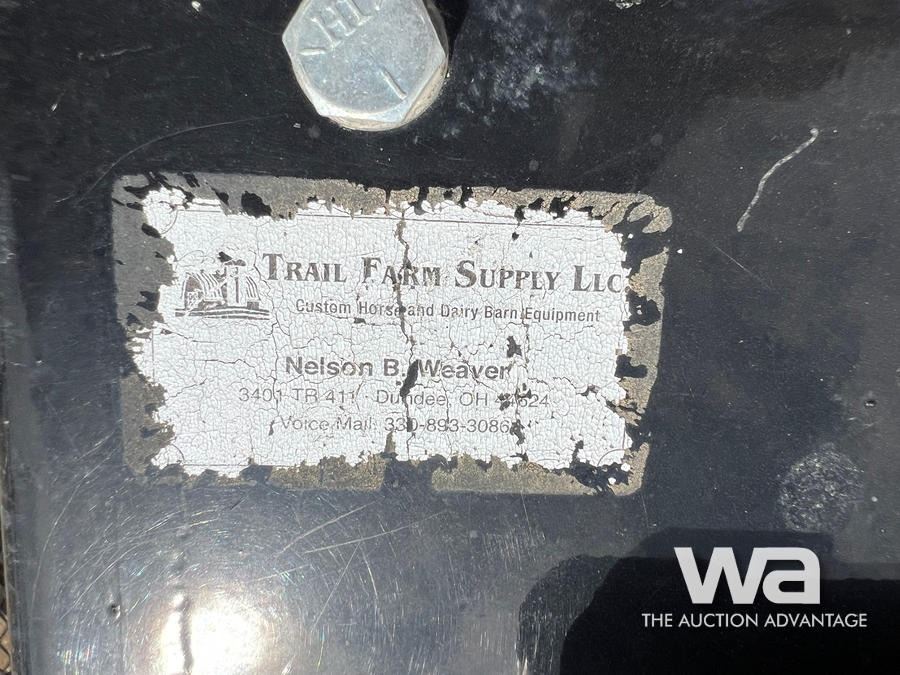 TRAIL FARM SUPPLY LLC
Custom Horse and Dairy Barn Equipment
Nelson B. Weaver
3401 TR 411 · Dundee, OH 44624
Voice Mail: 330-893-3086
wa
THE AUCTION ADVANTAGE